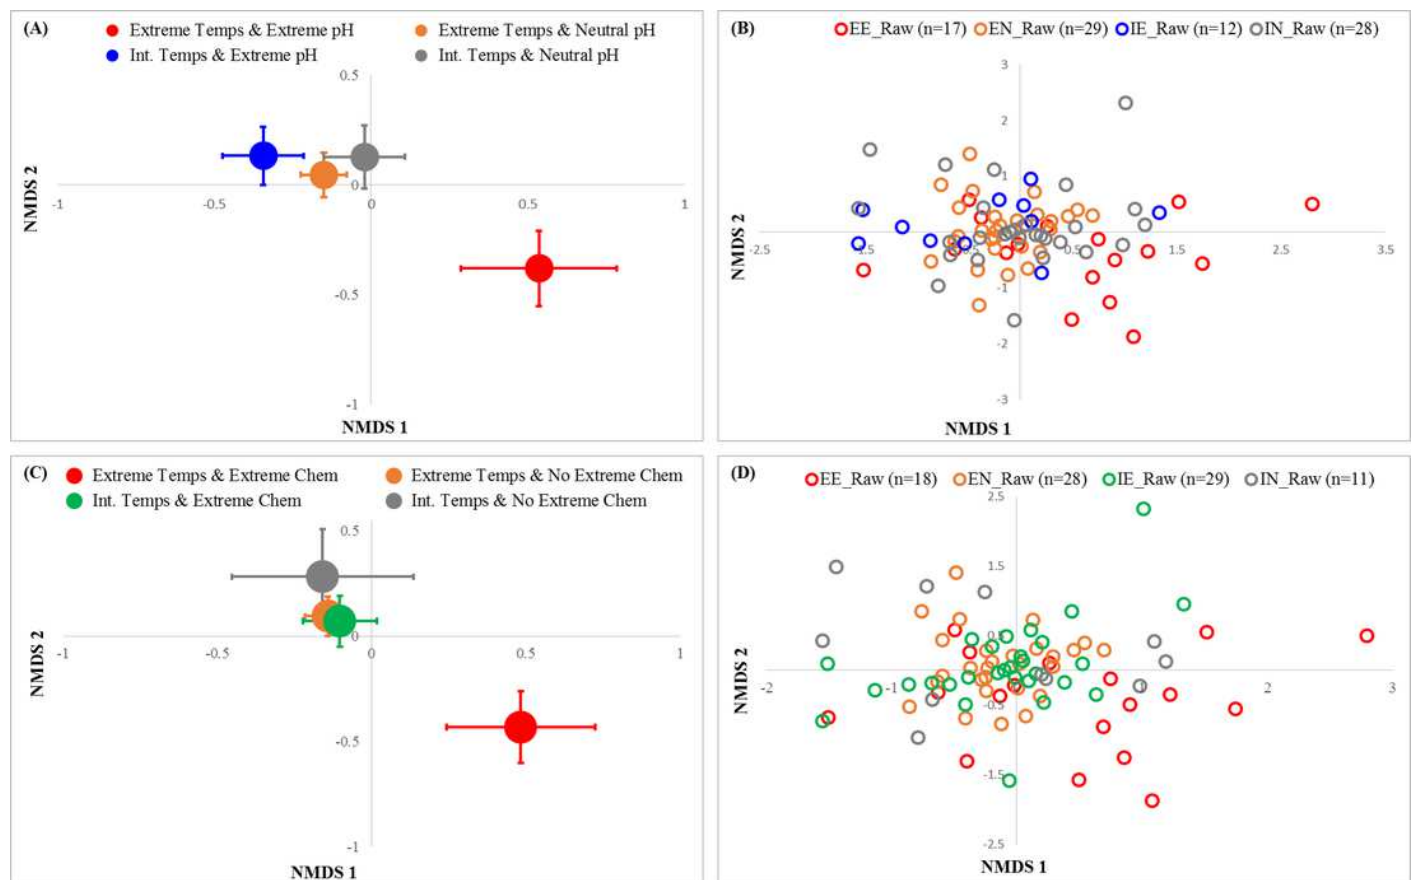 (A)
Extreme Temps & Extreme pH
Extreme Temps & Neutral pH
Int. Temps & Extreme pH
Int. Temps & Neutral pH
0.5
0
-0.5
-1
-1
-0.5
0
0.5
1
NMDS 2
NMDS 1
(B)
EE_Raw (n=17)
EN_Raw (n=29)
IE_Raw (n=12)
IN_Raw (n=28)
3
2
1
-1
-2
-3
-2.5
0.5
1.5
2.5
3.5
NMDS 2
NMDS 1
(C)
Extreme Temps & Extreme Chem
Extreme Temps & No Extreme Chem
Int. Temps & Extreme Chem
Int. Temps & No Extreme Chem
0.5
0
-0.5
-1
-1
-0.5
0
0.5
1
NMDS 2
NMDS 1
(D)
EE_Raw (n=18)
EN_Raw (n=28)
IE_Raw (n=29)
IN_Raw (n=11)
2.5
1.5
0.5
-0.5
-1.5
-2.5
-2
-1
2
3
NMDS 2
NMDS 1